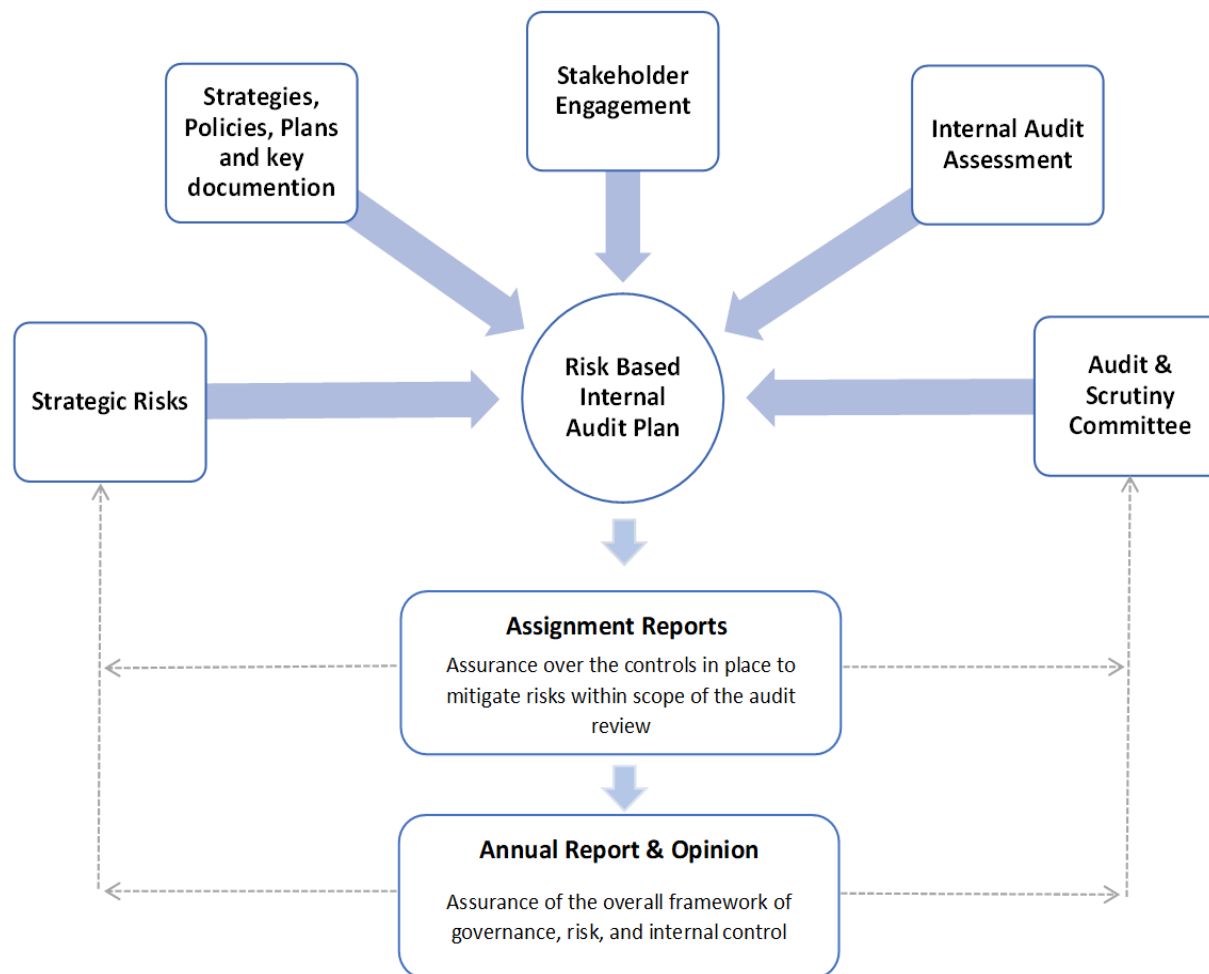 Stakeholder
Engagement
Strategies,
Policies, Plans
and key
documention
Internal Audit
Assessment
Strategic Risks
Risk Based
Internal
Audit Plan
Audit &
Scrutiny
Committee
Assignment Reports
Assurance over the controls in place to
mitigate risks within scope of the audit
review
Annual Report & Opinion
Assurance of the overall framework of
governance, risk, and internal control